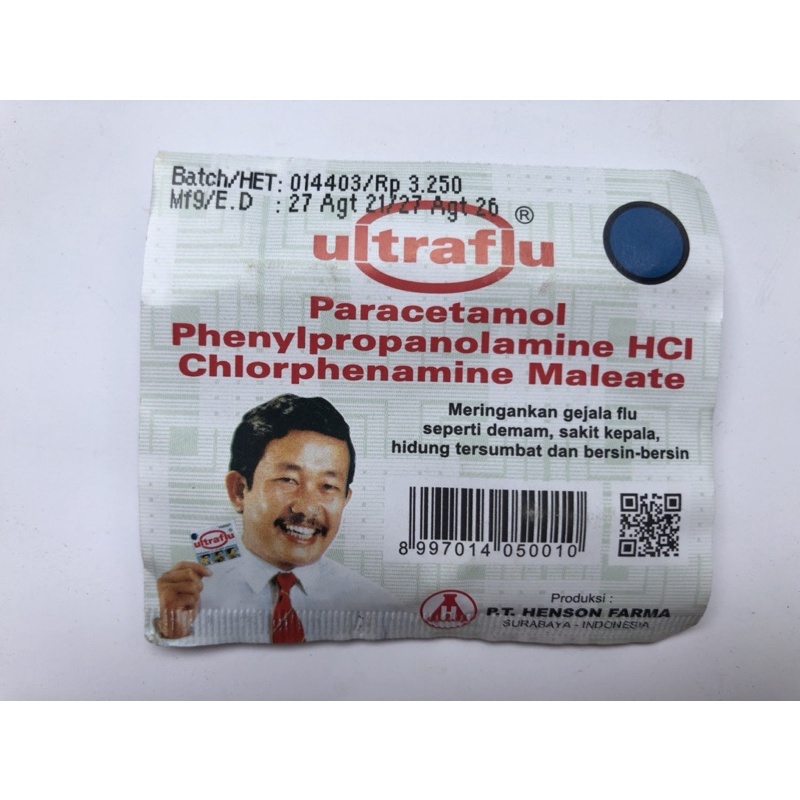 Batch/HET: 014403/Rp 3.250
Mfg/E.D : 27 Agt 21/27 Agt 26
ultraflu ®
Paracetamol
Phenylpropanolamine HCl
Chlorphenamine Maleate
Meringankan gejala flu
seperti demam, sakit kepala,
hidung tersumbat dan bersin-bersin
ultraflu
8 997014 050010
Produksi :
H
P.T. HENSON FARMA
SURABAYA - INDONESIA